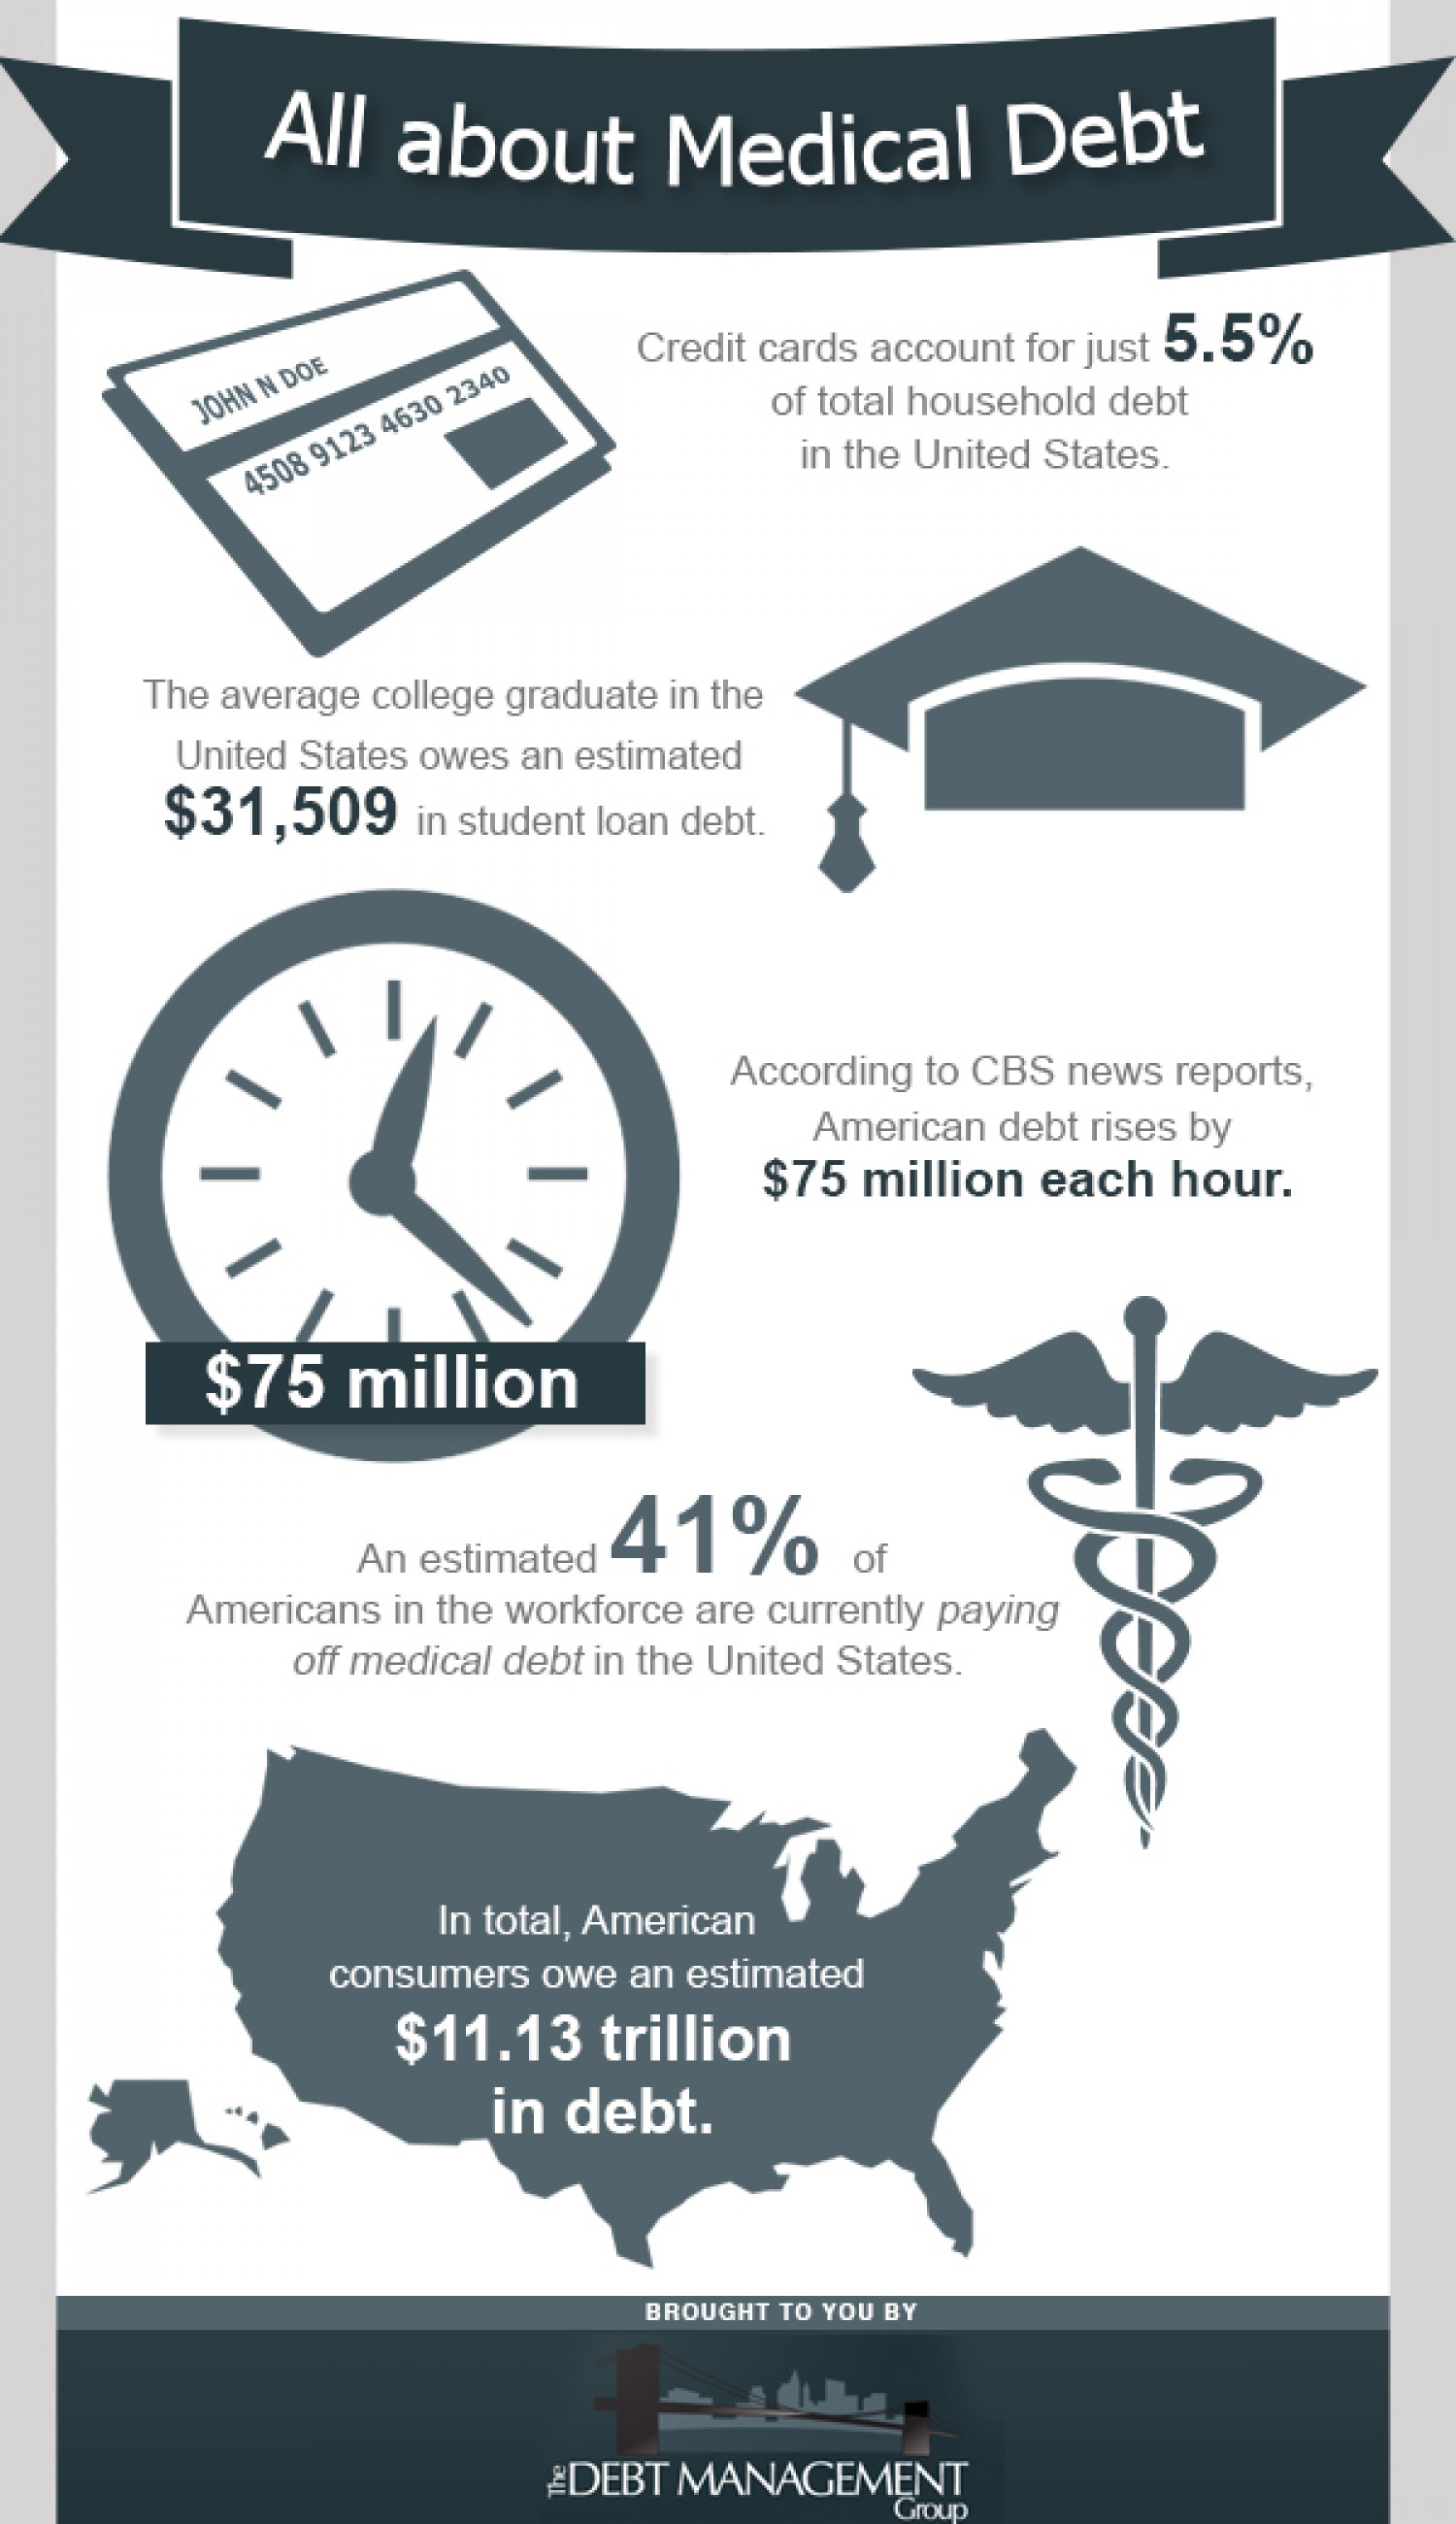 All about Medical Debt
JOHN N DOE
4508 9123 4630 2340
Credit cards account for just 5.5%
of total household debt
in the United States.
The average college graduate in the
United States owes an estimated
$31,509 in student loan debt.
According to CBS news reports,
American debt rises by
$75 million each hour.
$75 million
An estimated 41% of
Americans in the workforce are currently paying
off medical debt in the United States.
In total, American
consumers owe an estimated
$11.13 trillion
in debt.
BROUGHT TO YOU BY
The DEBT MANAGEMENT
Group